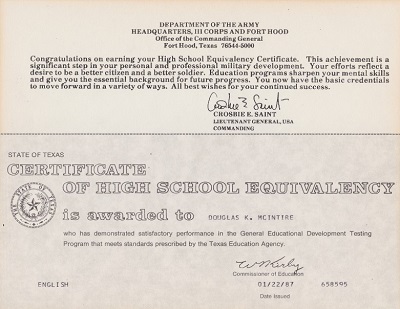 DEPARTMENT OF THE ARMY
HEADQUARTERS, III CORPS AND FORT HOOD
Office of the Commanding General
Fort Hood, Texas 76544-5000
Congratulations on earning your High School Equivalency Certificate. This achievement is a
significant step in your personal and professional military development. Your efforts reflect a
desire to be a better citizen and a better soldier. Education programs sharpen your mental skills
and give you the essential background for future progress. You now have the basic credentials
to move forward in a variety of ways. All best wishes for your continued success.
Crosbie E Saint
CROSBIE E. SAINT
LIEUTENANT GENERAL, USA
COMMANDING
STATE OF TEXAS
CERTIFICATE
OF HIGH SCHOOL EQUIVALENCY
is awarded to DOUGLAS K. MCINTIRE
who has demonstrated satisfactory performance in the General Educational Development Testing
Program that meets standards prescribed by the Texas Education Agency.
W Kirby
Commissioner of Education
ENGLISH 01/22/87 658595
Date Issued